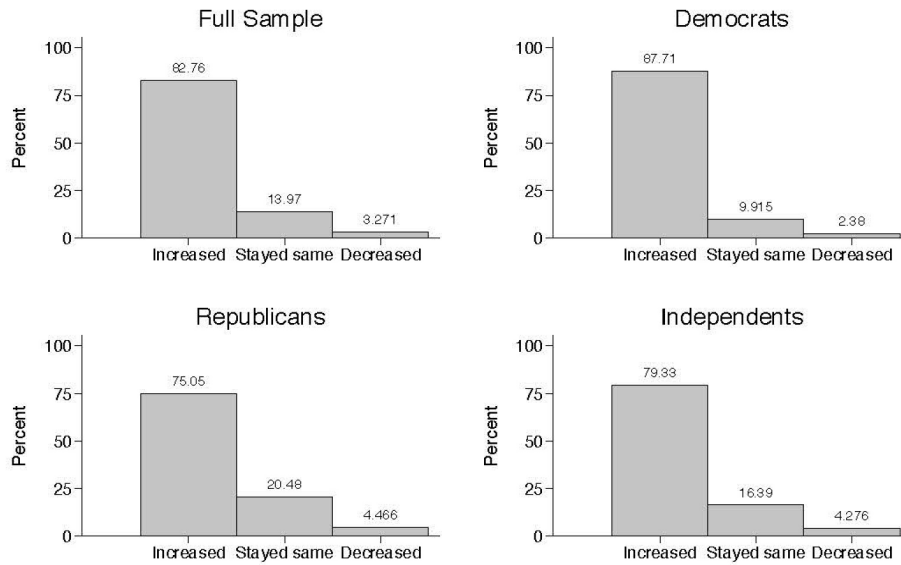 Full Sample
Percent
100
75
50
25
0
82.76
13.97
3.271
Increased Stayed same Decreased
Democrats
Percent
100
75
50
25
0
87.71
9.915
2.38
Increased Stayed same Decreased
Republicans
Percent
100
75
50
25
0
75.05
20.48
4.466
Increased Stayed same Decreased
Independents
Percent
100
75
50
25
0
79.33
16.39
4.276
Increased Stayed same Decreased